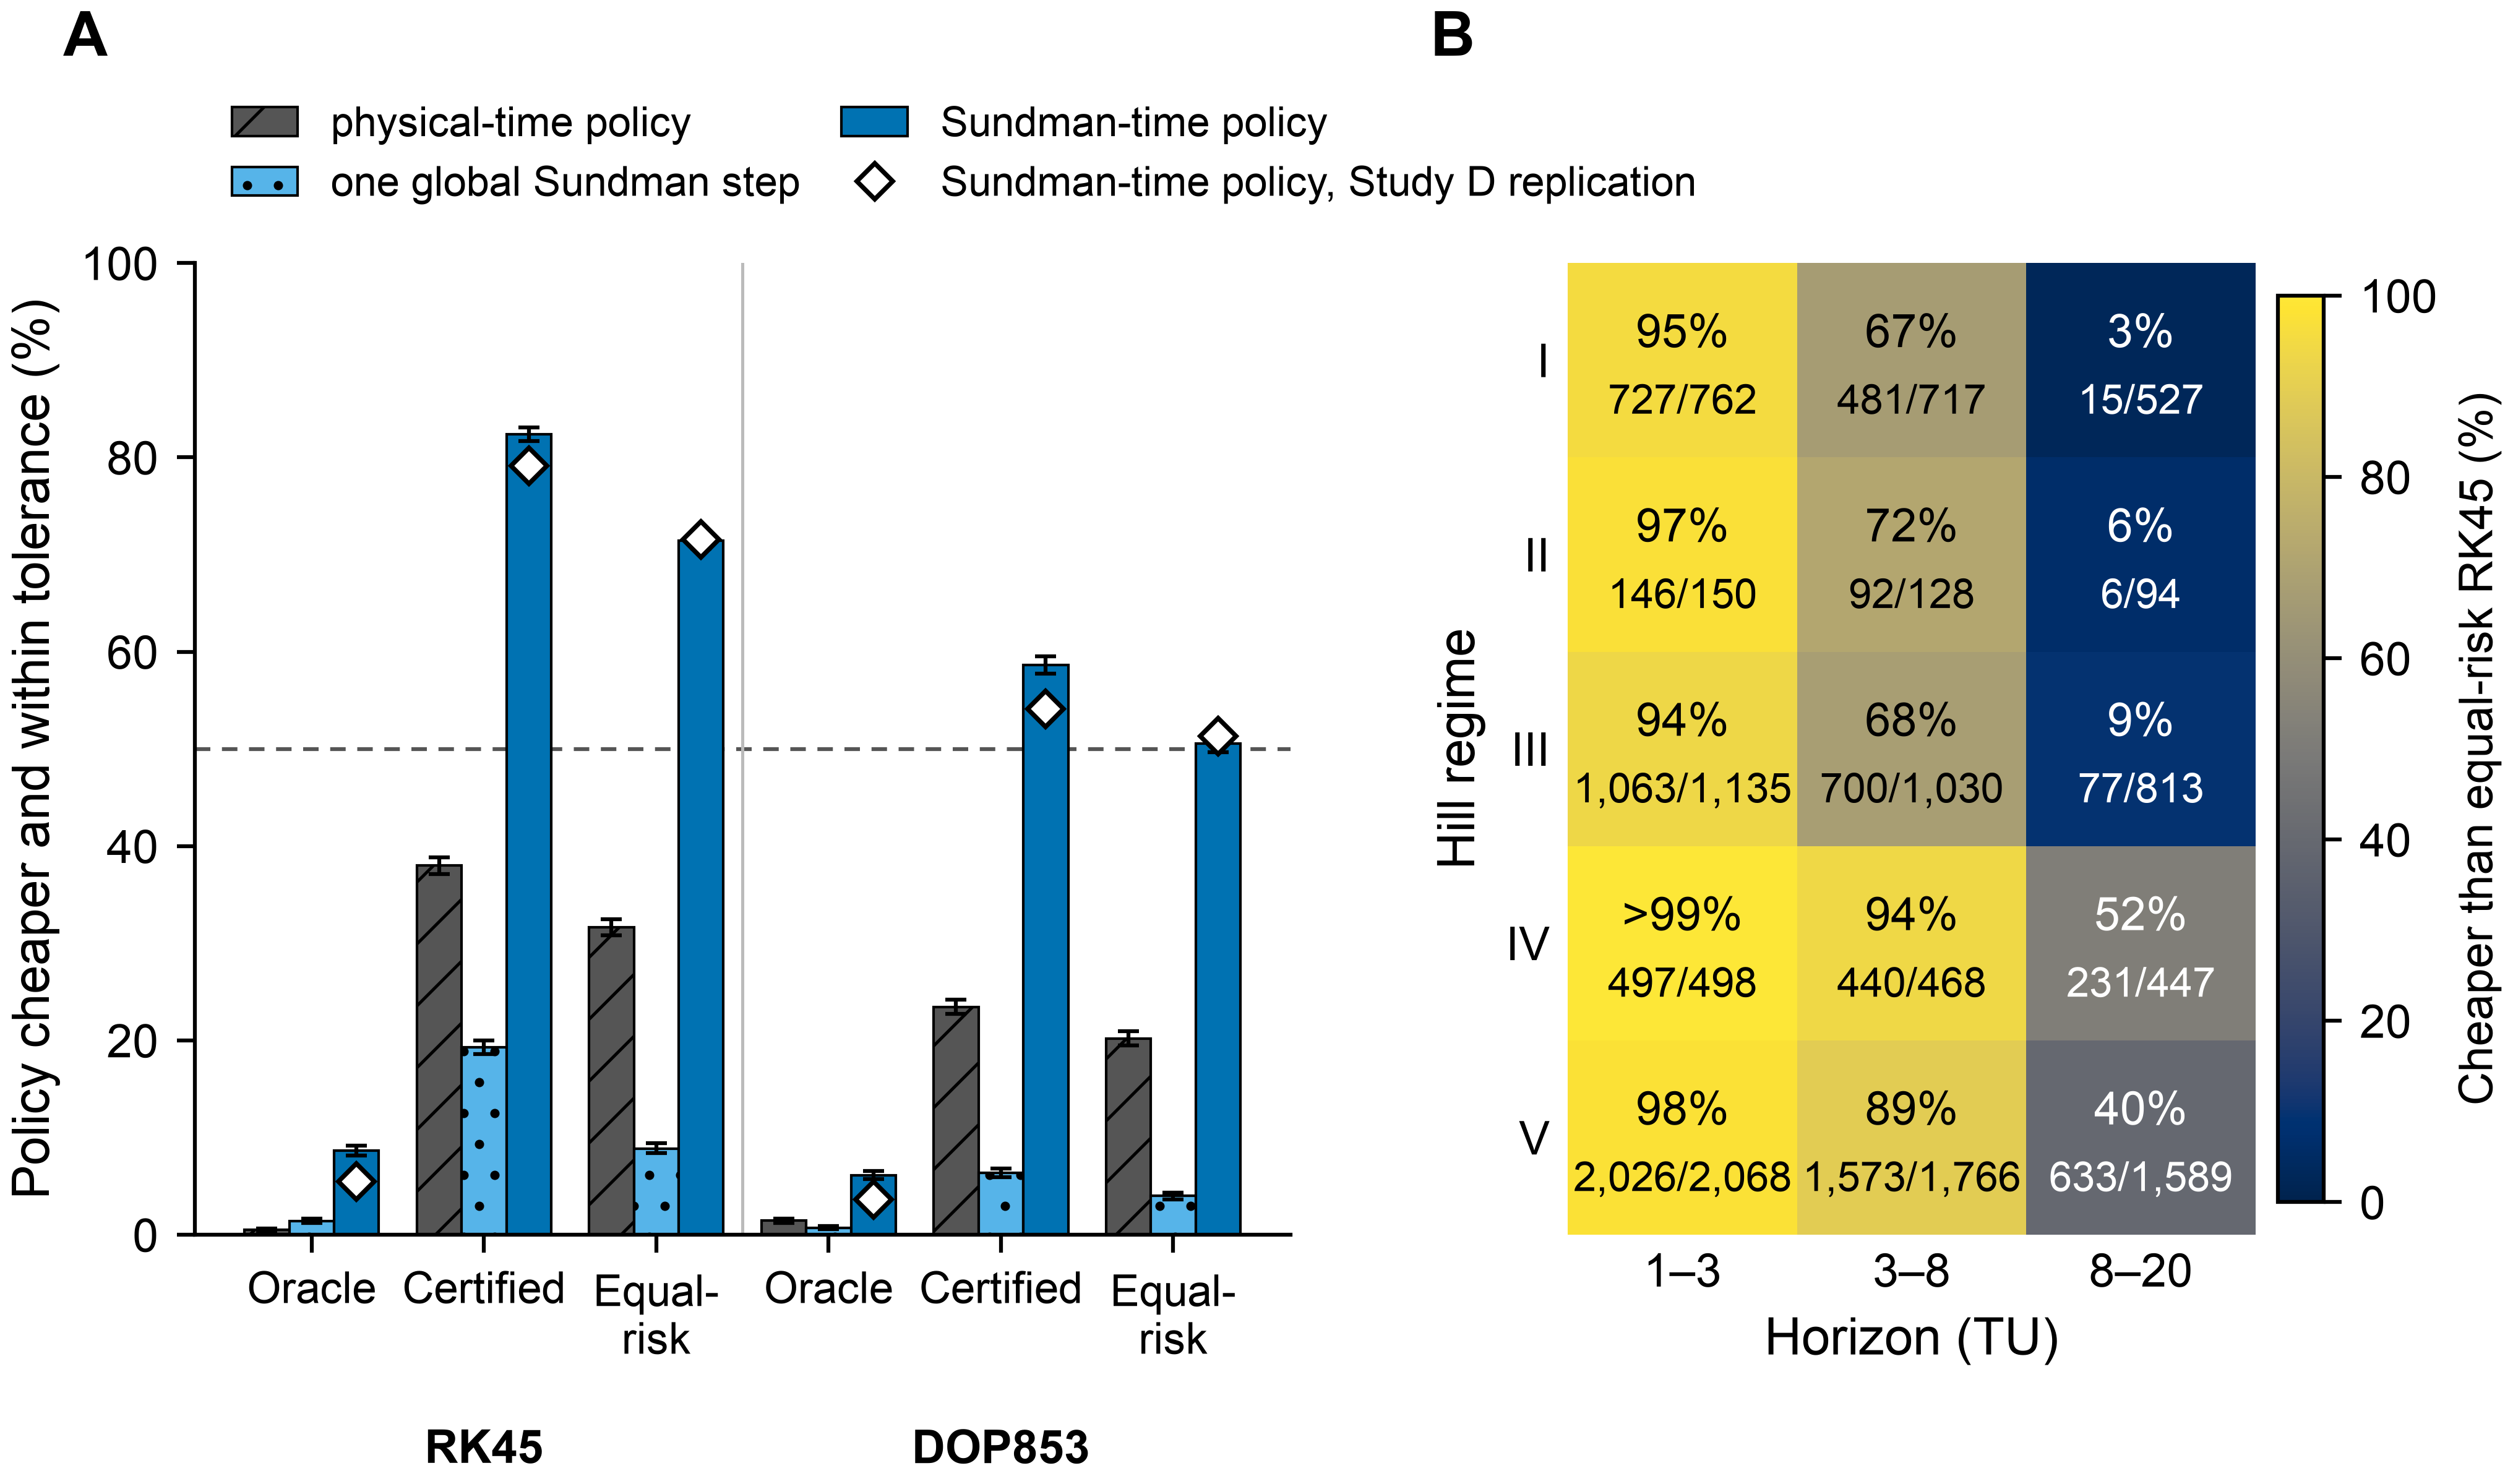 A
physical-time policy
Sundman-time policy
one global Sundman step
Sundman-time policy, Study D replication
Policy cheaper and within tolerance (%)
100
80
60
40
20
0
Oracle
Certified
Equal-
risk
Oracle
Certified
Equal-
risk
RK45
DOP853
B
Hill regime
I
95%
67%
3%
727/762
481/717
15/527
II
97%
72%
6%
146/150
92/128
6/94
III
94%
68%
9%
1,063/1,135
700/1,030
77/813
IV
>99%
94%
52%
497/498
440/468
231/447
V
98%
89%
40%
2,026/2,068
1,573/1,766
633/1,589
1–3
3–8
8–20
Horizon (TU)
100
80
60
40
20
0
Cheaper than equal-risk RK45 (%)